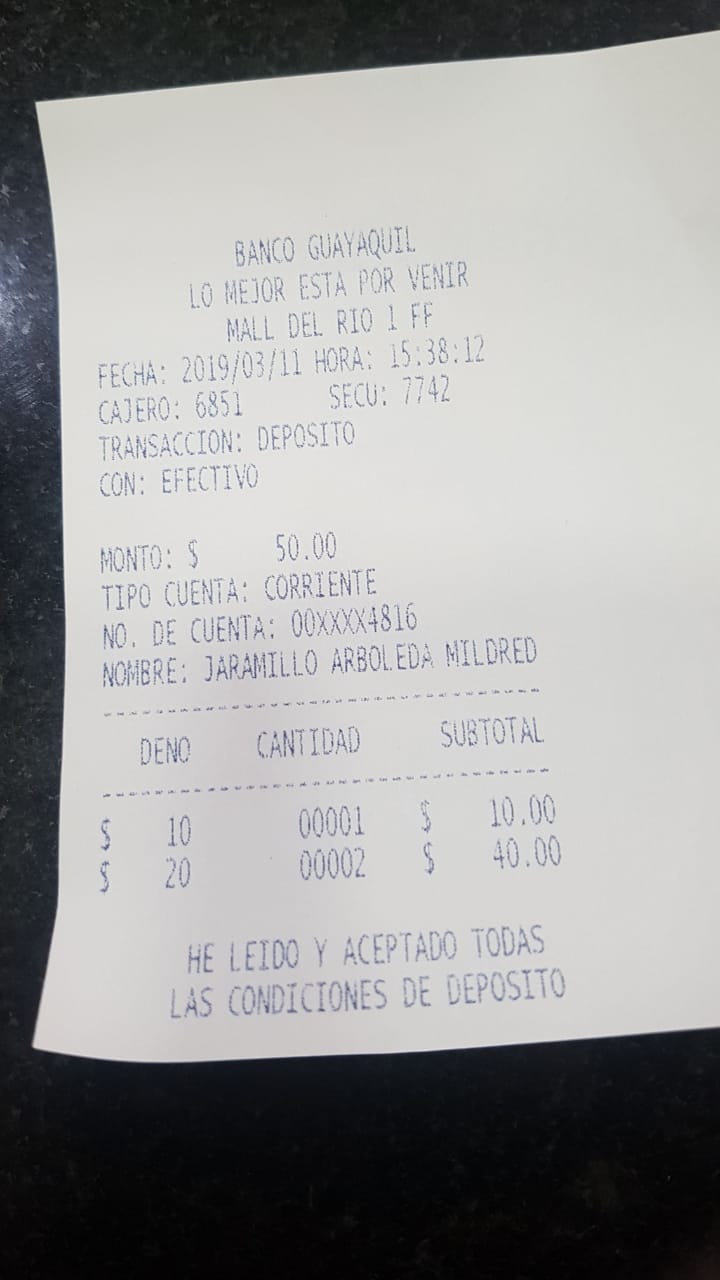 BANCO GUAYAQUIL
LO MEJOR ESTA POR VENIR
MALL DEL RIO 1 FF
FECHA: 2019/03/11 HORA: 15:38:12
CAJERO: 6851 SECU: 7742
TRANSACCION: DEPOSITO
CON: EFECTIVO
MONTO: $ 50.00
TIPO CUENTA: CORRIENTE
NO. DE CUENTA: 00XXXX4816
NOMBRE: JARAMILLO ARBOLEDA MILDRED
DENO CANTIDAD SUBTOTAL
$ 10 00001 $ 10.00
$ 20 00002 $ 40.00
HE LEIDO Y ACEPTADO TODAS
LAS CONDICIONES DE DEPOSITO